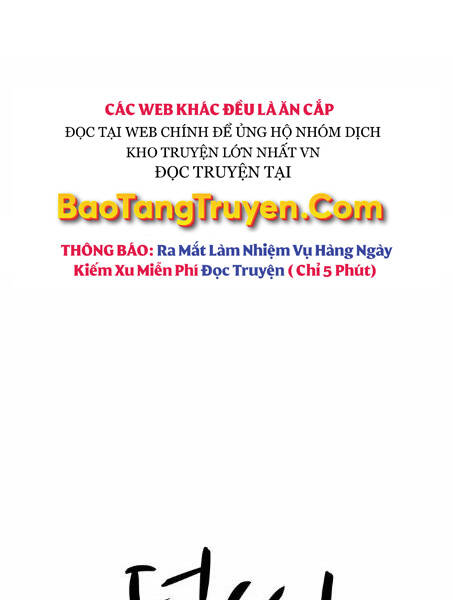 CÁC WEB KHÁC ĐỀU LÀ ĂN CẮP
ĐỌC TẠI WEB CHÍNH ĐỂ ỦNG HỘ NHÓM DỊCH
KHO TRUYỆN LỚN NHẤT VN
ĐỌC TRUYỆN TẠI
BaoTangTruyen.Com
THÔNG BÁO: Ra Mắt Làm Nhiệm Vụ Hàng Ngày
Kiếm Xu Miễn Phí Đọc Truyện ( Chỉ 5 Phút)